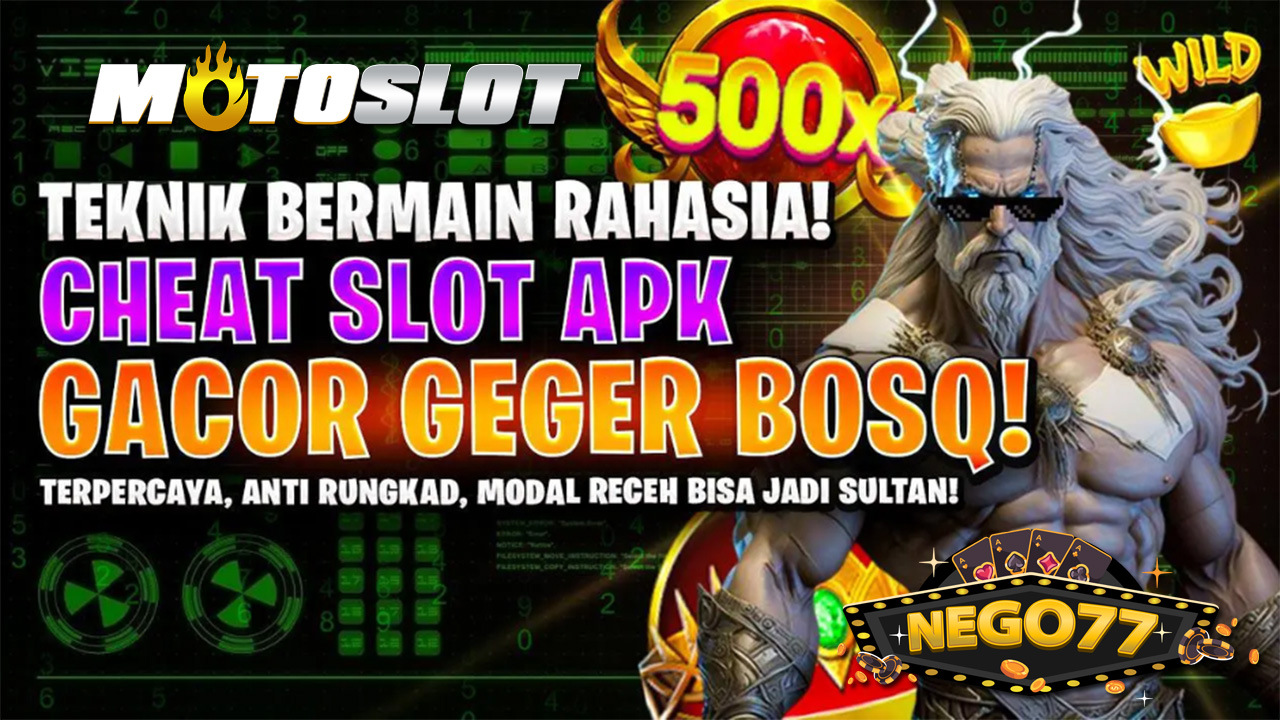 MOTOSLOT
500x
WILD
TEKNIK BERMAIN RAHASIA!
CHEAT SLOT APK
GACOR GEGER BOSQ!
TERPERCAYA, ANTI RUNGKAD, MODAL RECEH BISA JADI SULTAN!
NEGO77